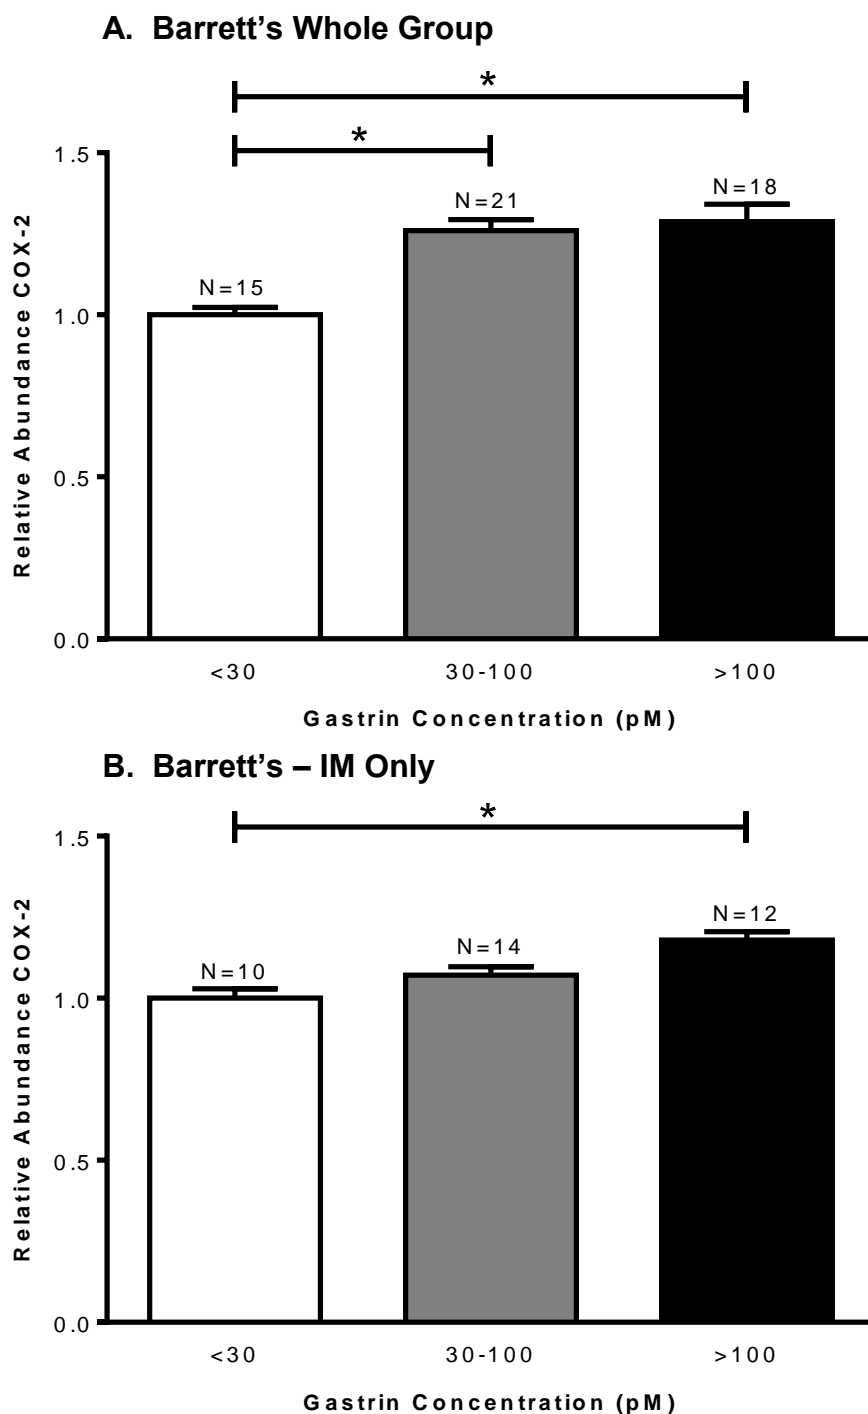 A. Barrett's Whole Group
*
*
1.5
N=18
N=21
N=15
1.0
0.5
0.0
Relative Abundance COX-2
<30 30-100 >100
Gastrin Concentration (pM)
B. Barrett's – IM Only
*
1.5
N=12
N=14
N=10
1.0
0.5
0.0
Relative Abundance COX-2
<30 30-100 >100
Gastrin Concentration (pM)